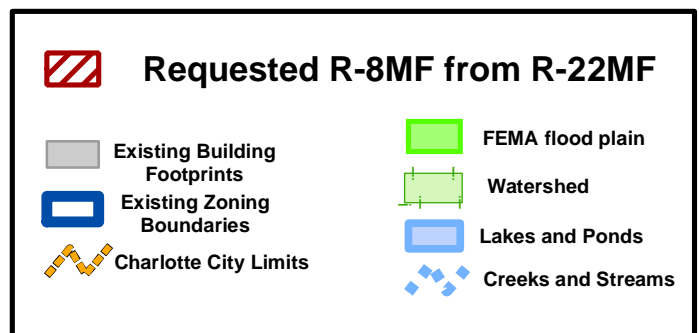 Requested R-8MF from R-22MF
Existing Building
Footprints
Existing Zoning
Boundaries
Charlotte City Limits
FEMA flood plain
Watershed
Lakes and Ponds
Creeks and Streams